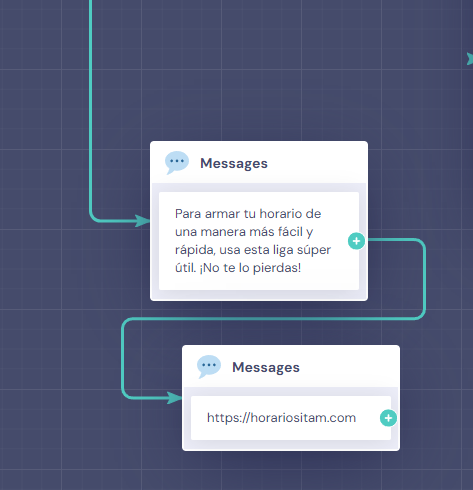 Messages
Para armar tu horario de
una manera más fácil y
rápida, usa esta liga súper
útil. ¡No te lo pierdas!
Messages
https://horariositam.com